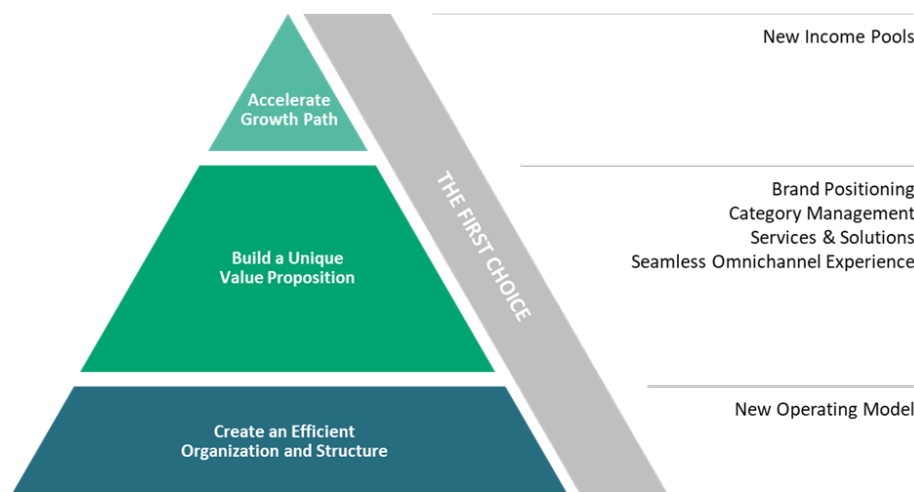 New Income Pools
Accelerate
Growth Path
THE FIRST CHOICE
Brand Positioning
Category Management
Services & Solutions
Seamless Omnichannel Experience
Build a Unique
Value Proposition
New Operating Model
Create an Efficient
Organization and Structure